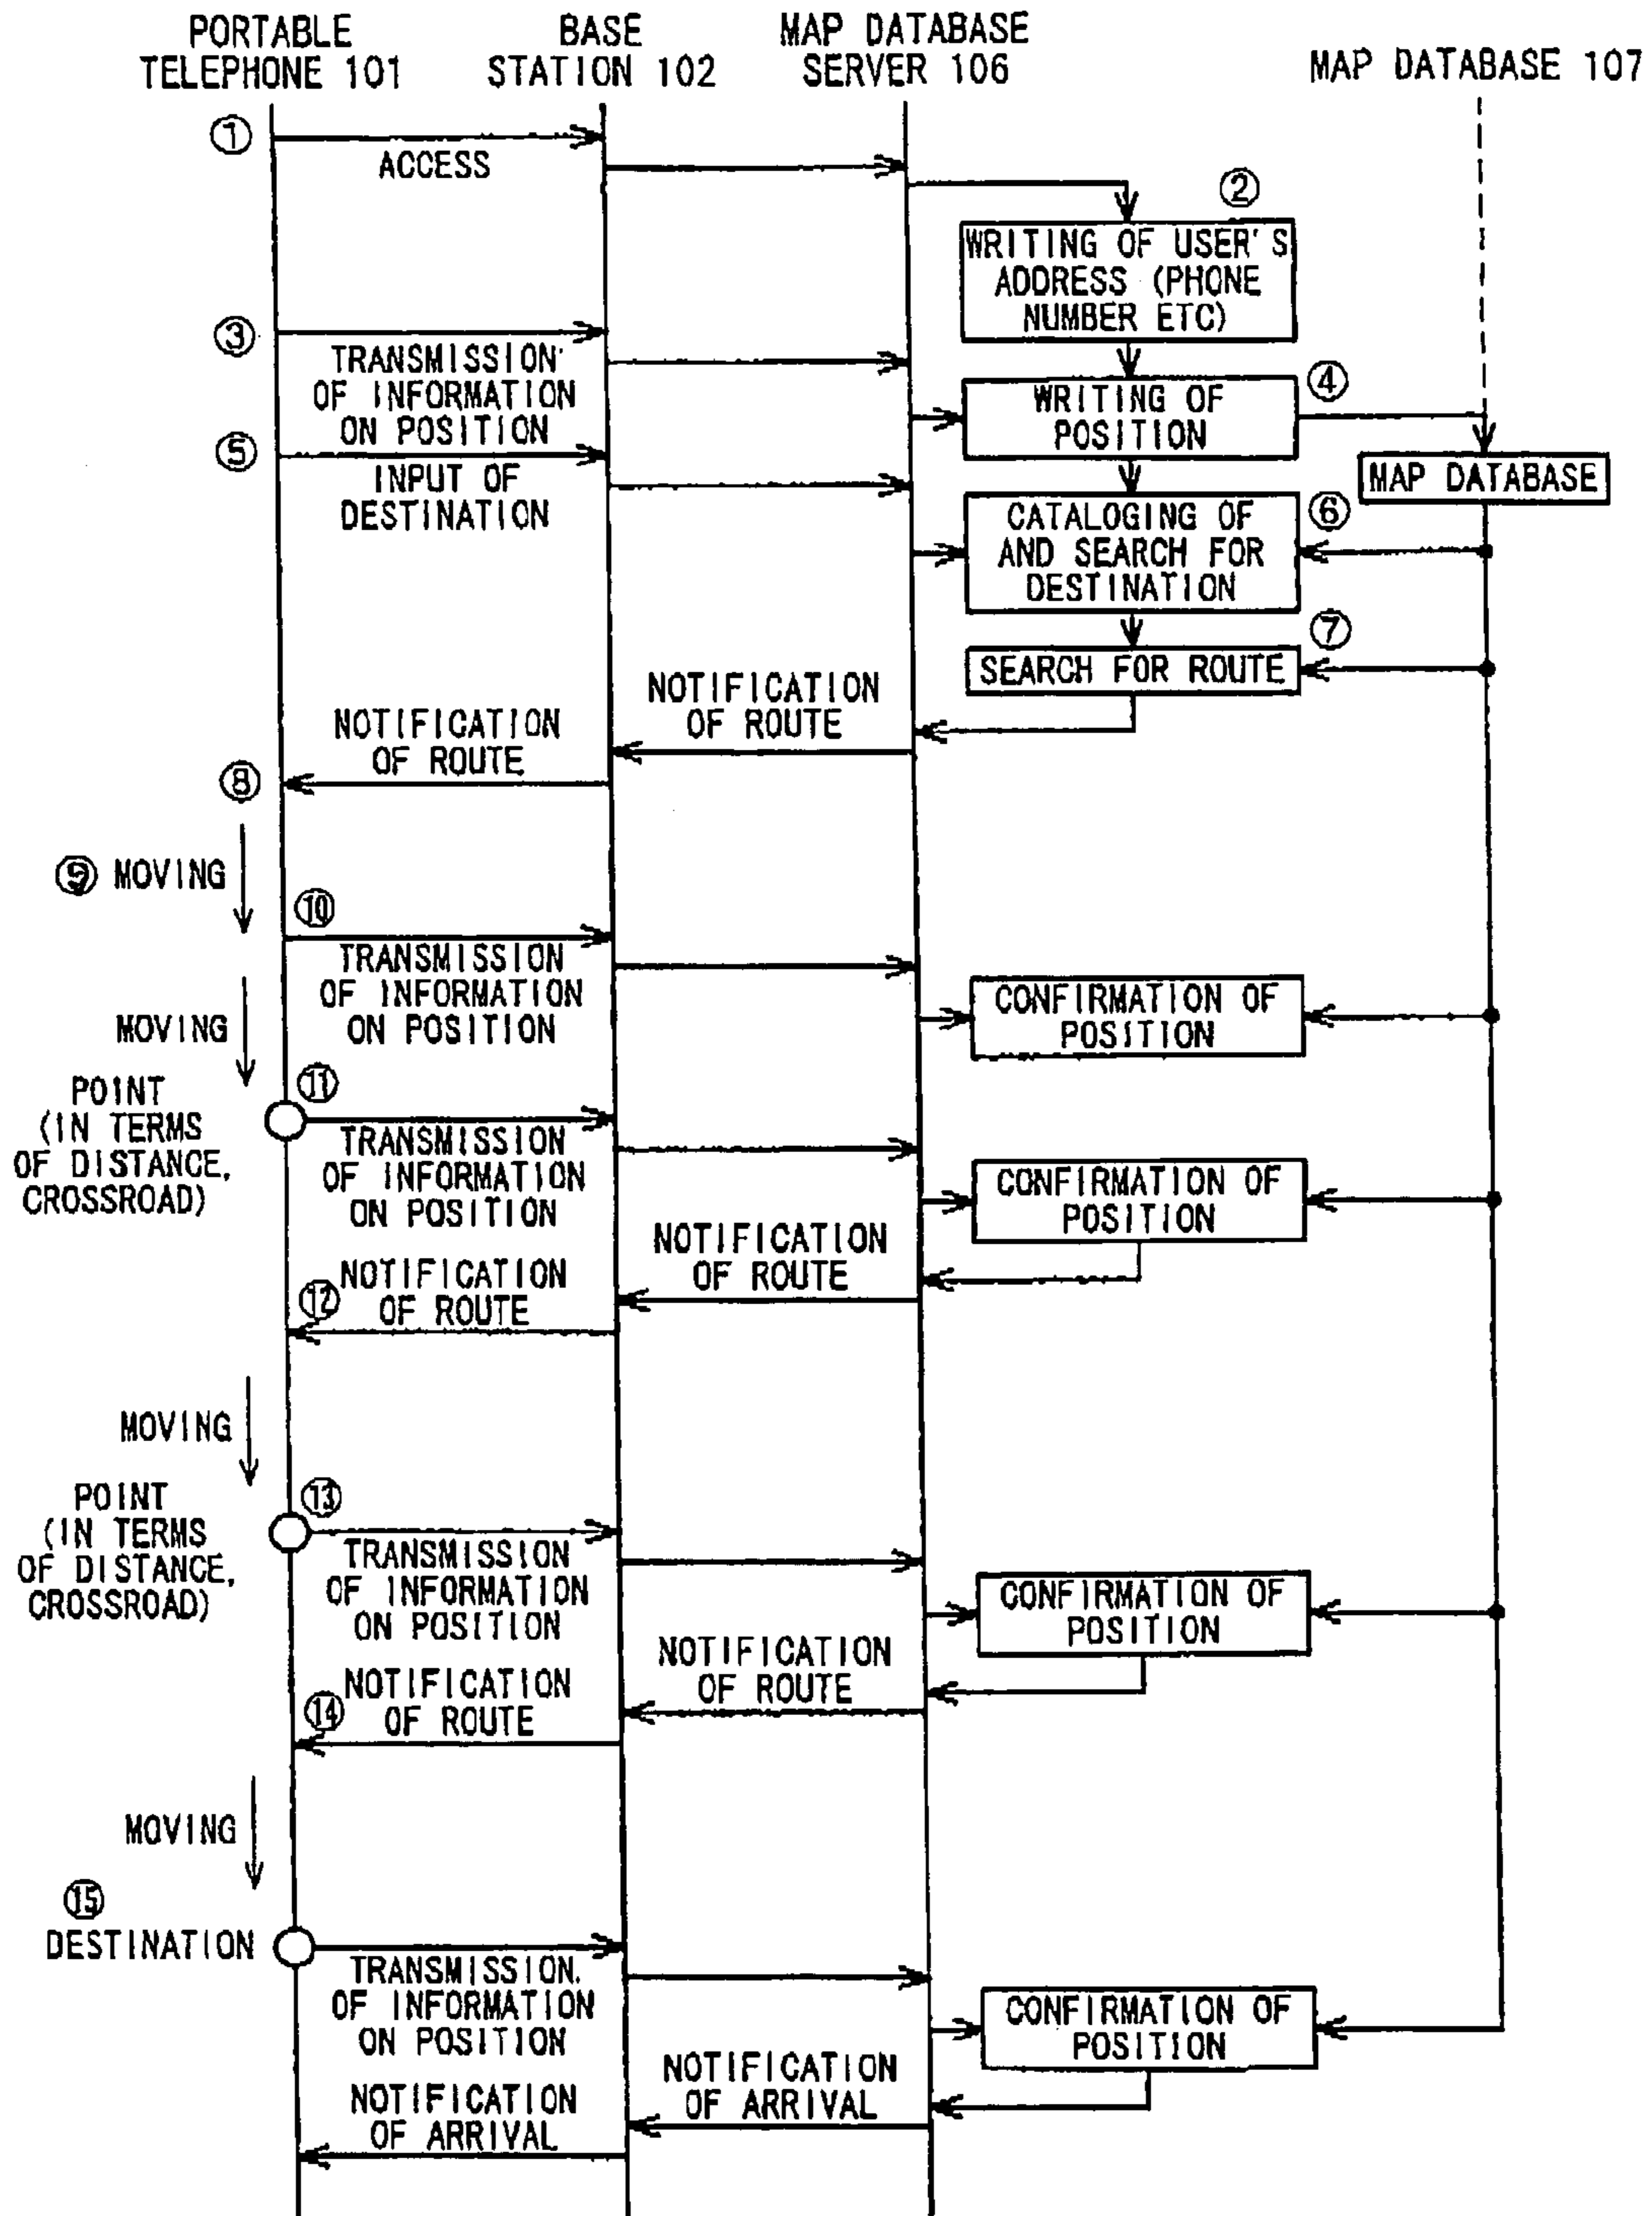 PORTABLE
TELEPHONE 101
BASE
STATION 102
MAP DATABASE
SERVER 106
MAP DATABASE 107
①
ACCESS
②
WRITING OF USER'S
ADDRESS (PHONE
NUMBER ETC)
③
TRANSMISSION
OF INFORMATION
ON POSITION
④
WRITING OF
POSITION
⑤
INPUT OF
DESTINATION
MAP DATABASE
⑥
CATALOGING OF
AND SEARCH FOR
DESTINATION
⑦
SEARCH FOR ROUTE
NOTIFICATION
OF ROUTE
NOTIFICATION
OF ROUTE
⑧
⑨ MOVING
⑩
TRANSMISSION
OF INFORMATION
ON POSITION
CONFIRMATION OF
POSITION
MOVING
POINT
(IN TERMS
OF DISTANCE,
CROSSROAD)
⑪
TRANSMISSION
OF INFORMATION
ON POSITION
CONFIRMATION OF
POSITION
NOTIFICATION
OF ROUTE
NOTIFICATION
OF ROUTE
⑫
MOVING
POINT
(IN TERMS
OF DISTANCE,
CROSSROAD)
⑬
TRANSMISSION
OF INFORMATION
ON POSITION
CONFIRMATION OF
POSITION
NOTIFICATION
OF ROUTE
NOTIFICATION
OF ROUTE
⑭
MOVING
⑮
DESTINATION
TRANSMISSION.
OF INFORMATION
ON POSITION
CONFIRMATION OF
POSITION
NOTIFICATION
OF ARRIVAL
NOTIFICATION
OF ARRIVAL